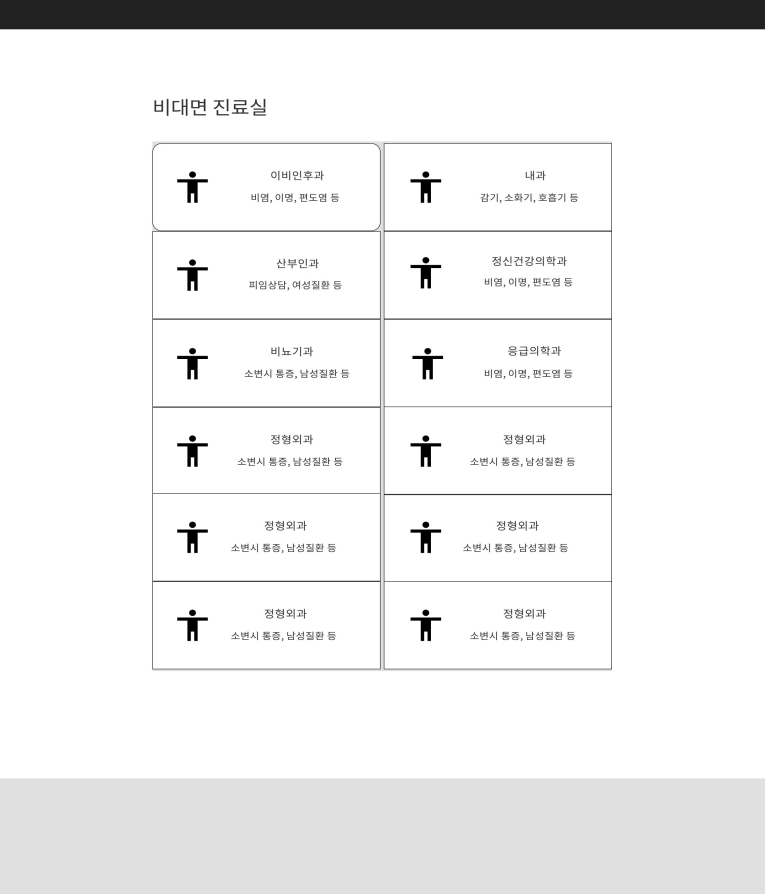 비대면 진료실
이비인후과
비염, 이명, 편도염 등
내과
감기, 소화기, 호흡기 등
산부인과
피임상담, 여성질환 등
정신건강의학과
비염, 이명, 편도염 등
비뇨기과
소변시 통증, 남성질환 등
응급의학과
비염, 이명, 편도염 등
정형외과
소변시 통증, 남성질환 등
정형외과
소변시 통증, 남성질환 등
정형외과
소변시 통증, 남성질환 등
정형외과
소변시 통증, 남성질환 등
정형외과
소변시 통증, 남성질환 등
정형외과
소변시 통증, 남성질환 등